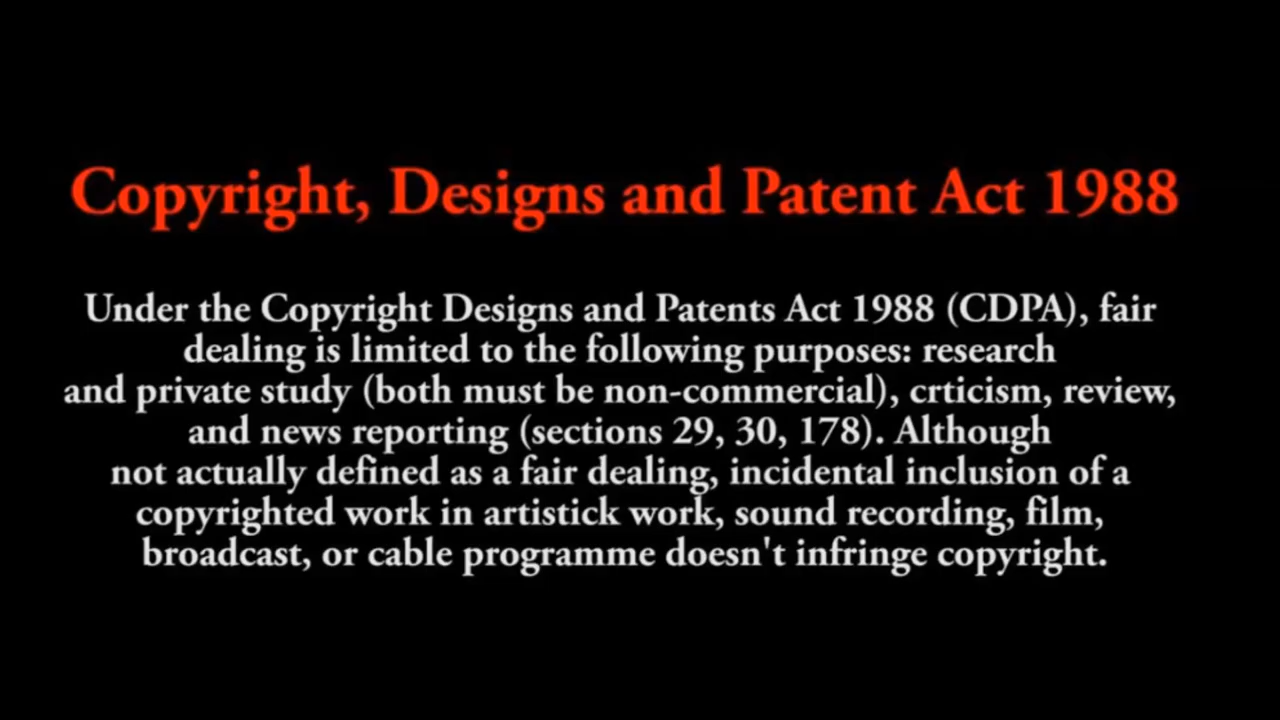 Copyright, Designs and Patent Act 1988
Under the Copyright Designs and Patents Act 1988 (CDPA), fair
dealing is limited to the following purposes: research
and private study (both must be non-commercial), crticism, review,
and news reporting (sections 29, 30, 178). Although
not actually defined as a fair dealing, incidental inclusion of a
copyrighted work in artistick work, sound recording, film,
broadcast, or cable programme doesn't infringe copyright.